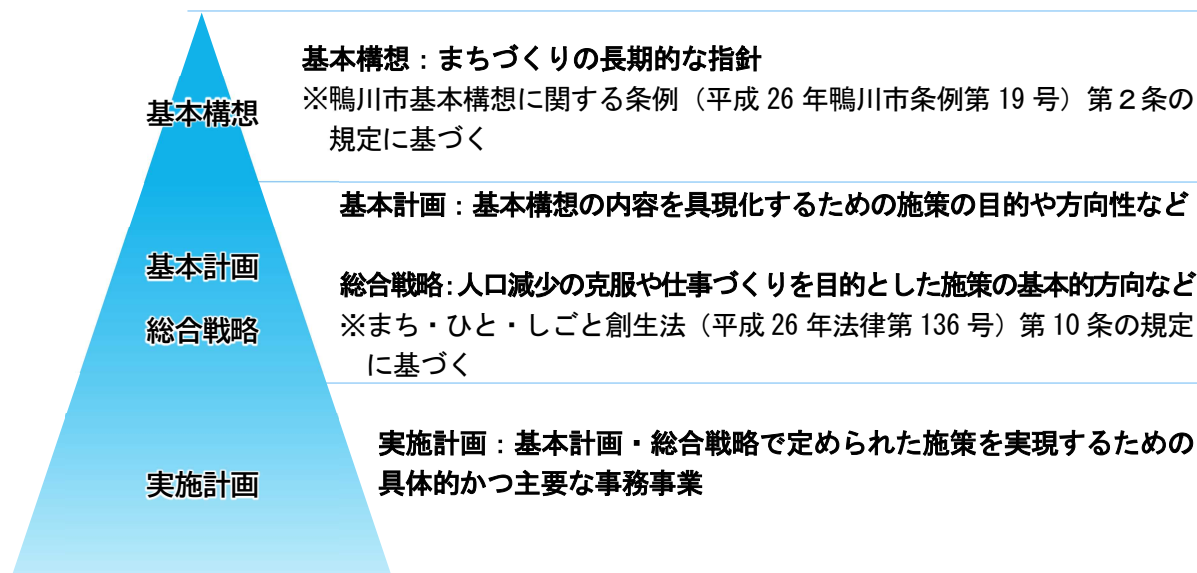 基本構想
基本構想：まちづくりの長期的な指針
※鴨川市基本構想に関する条例（平成 26 年鴨川市条例第 19 号）第２条の
規定に基づく
基本計画
総合戦略
基本計画：基本構想の内容を具現化するための施策の目的や方向性など
総合戦略：人口減少の克服や仕事づくりを目的とした施策の基本的方向など
※まち・ひと・しごと創生法（平成 26 年法律第 136 号）第 10 条の規定
に基づく
実施計画
実施計画：基本計画・総合戦略で定められた施策を実現するための
具体的かつ主要な事務事業